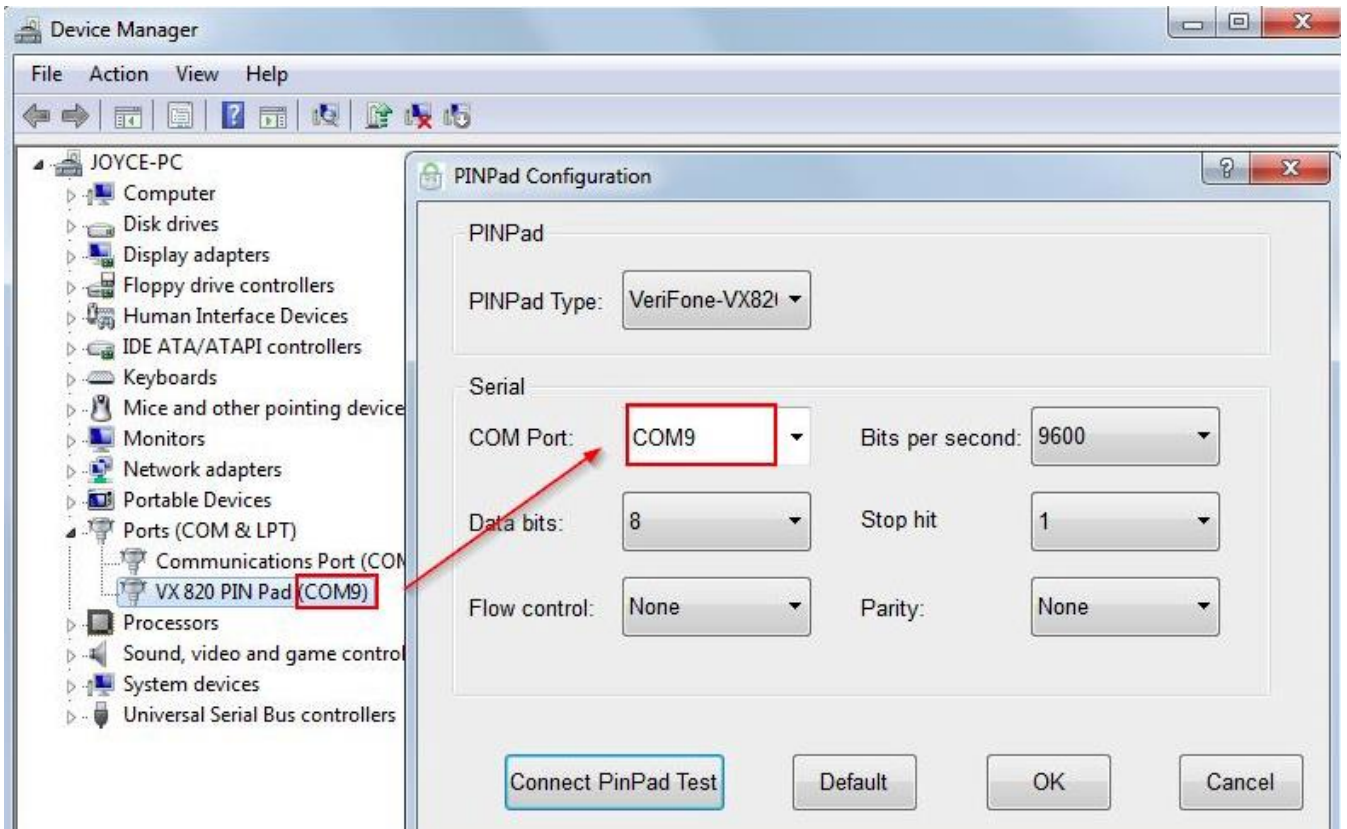 Device Manager
File Action View Help
JOYCE-PC
Computer
Disk drives
Display adapters
Floppy drive controllers
Human Interface Devices
IDE ATA/ATAPI controllers
Keyboards
Mice and other pointing device
Monitors
Network adapters
Portable Devices
Ports (COM & LPT)
Communications Port (COM
VX 820 PIN Pad (COM9)
Processors
Sound, video and game control
System devices
Universal Serial Bus controllers
PINPad Configuration
PINPad
PINPad Type: VeriFone-VX820
Serial
COM Port: COM9 Bits per second: 9600
Data bits: 8 Stop hit 1
Flow control: None Parity: None
Connect PinPad Test Default OK Cancel